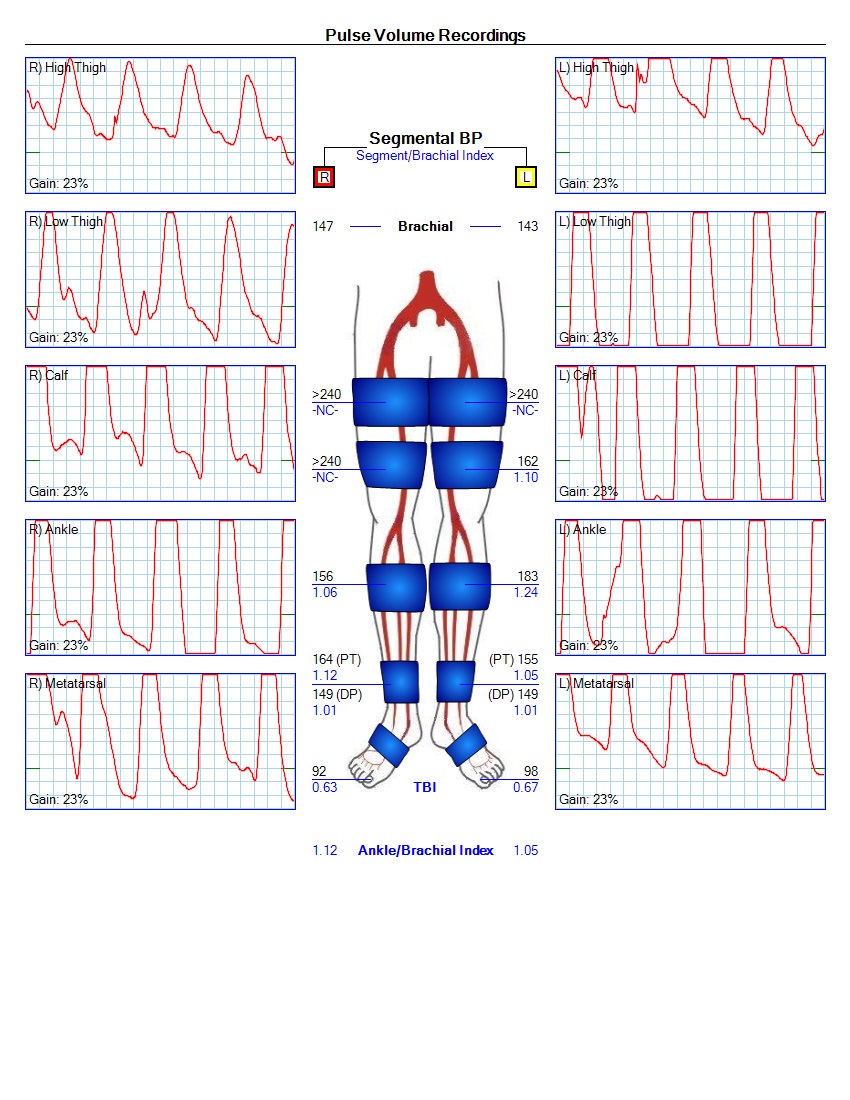 Pulse Volume Recordings
R) High Thigh
Gain: 23%
R) Low Thigh
Gain: 23%
R) Calf
Gain: 23%
R) Ankle
Gain: 23%
R) Metatarsal
Gain: 23%
Segmental BP
Segment/Brachial Index
R
L
147 Brachial 143
>240 >240
-NC- -NC-
>240 162
-NC- 1.10
156 183
1.06 1.24
164 (PT) (PT) 155
1.12 1.05
149 (DP) (DP) 149
1.01 1.01
92 98
0.63 TBI 0.67
1.12 Ankle/Brachial Index 1.05
L) High Thigh
Gain: 23%
L) Low Thigh
Gain: 23%
L) Calf
Gain: 23%
L) Ankle
Gain: 23%
L) Metatarsal
Gain: 23%